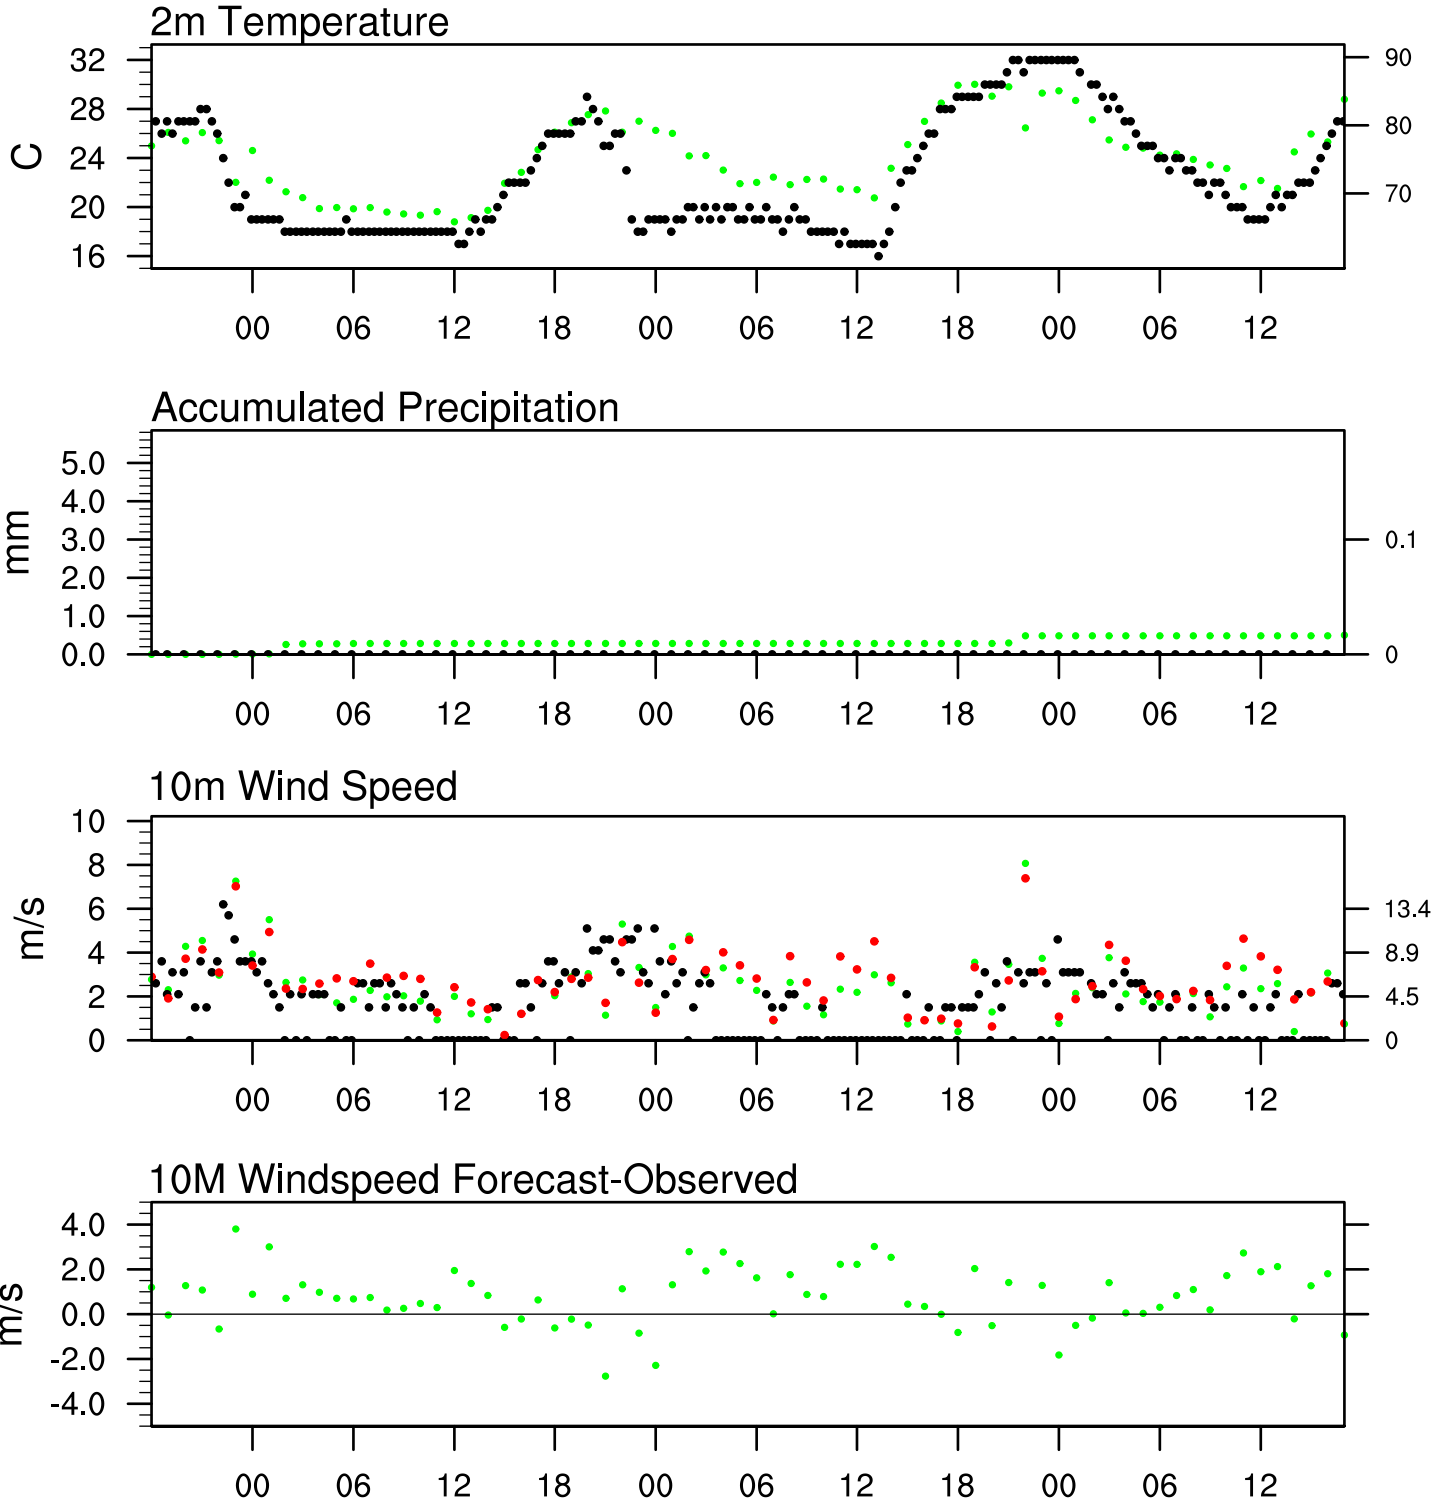 2m Temperature
32
28
24
20
16
C
90
80
70
00 06 12 18 00 06 12 18 00 06 12
Accumulated Precipitation
5.0
4.0
3.0
2.0
1.0
0.0
mm
0.1
0
00 06 12 18 00 06 12 18 00 06 12
10m Wind Speed
10
8
6
4
2
0
m/s
13.4
8.9
4.5
0
00 06 12 18 00 06 12 18 00 06 12
10M Windspeed Forecast-Observed
4.0
2.0
0.0
-2.0
-4.0
m/s
00 06 12 18 00 06 12 18 00 06 12